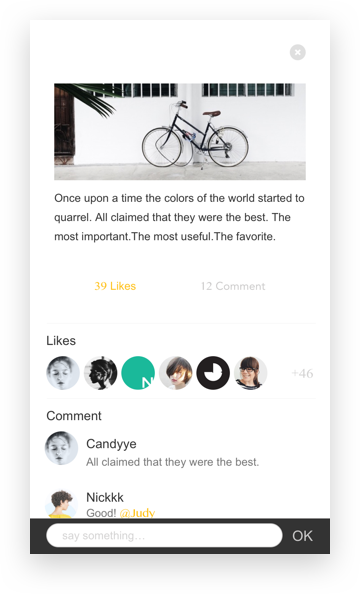 Once upon a time the colors of the world started to
quarrel. All claimed that they were the best. The
most important.The most useful.The favorite.
39 Likes
12 Comment
Likes
N
+46
Comment
Candyye
All claimed that they were the best.
Nickkk
Good! @Judy
say something…
OK